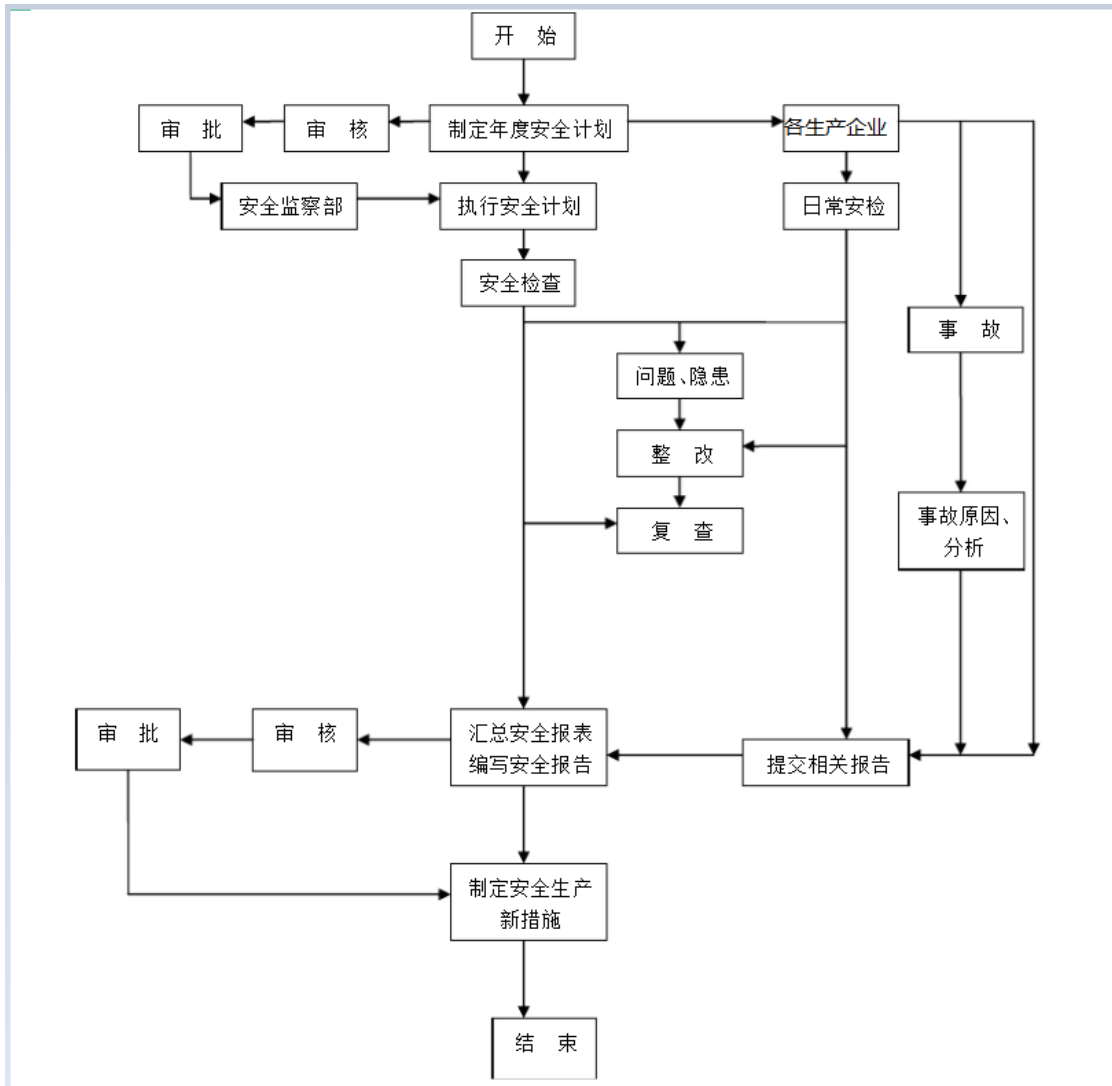 开 始
审 批
审 核
制定年度安全计划
各生产企业
安全监察部
执行安全计划
日常安检
安全检查
事 故
问题、隐患
整 改
复 查
事故原因、
分析
审 批
审 核
汇总安全报表
编写安全报告
提交相关报告
制定安全生产
新措施
结 束